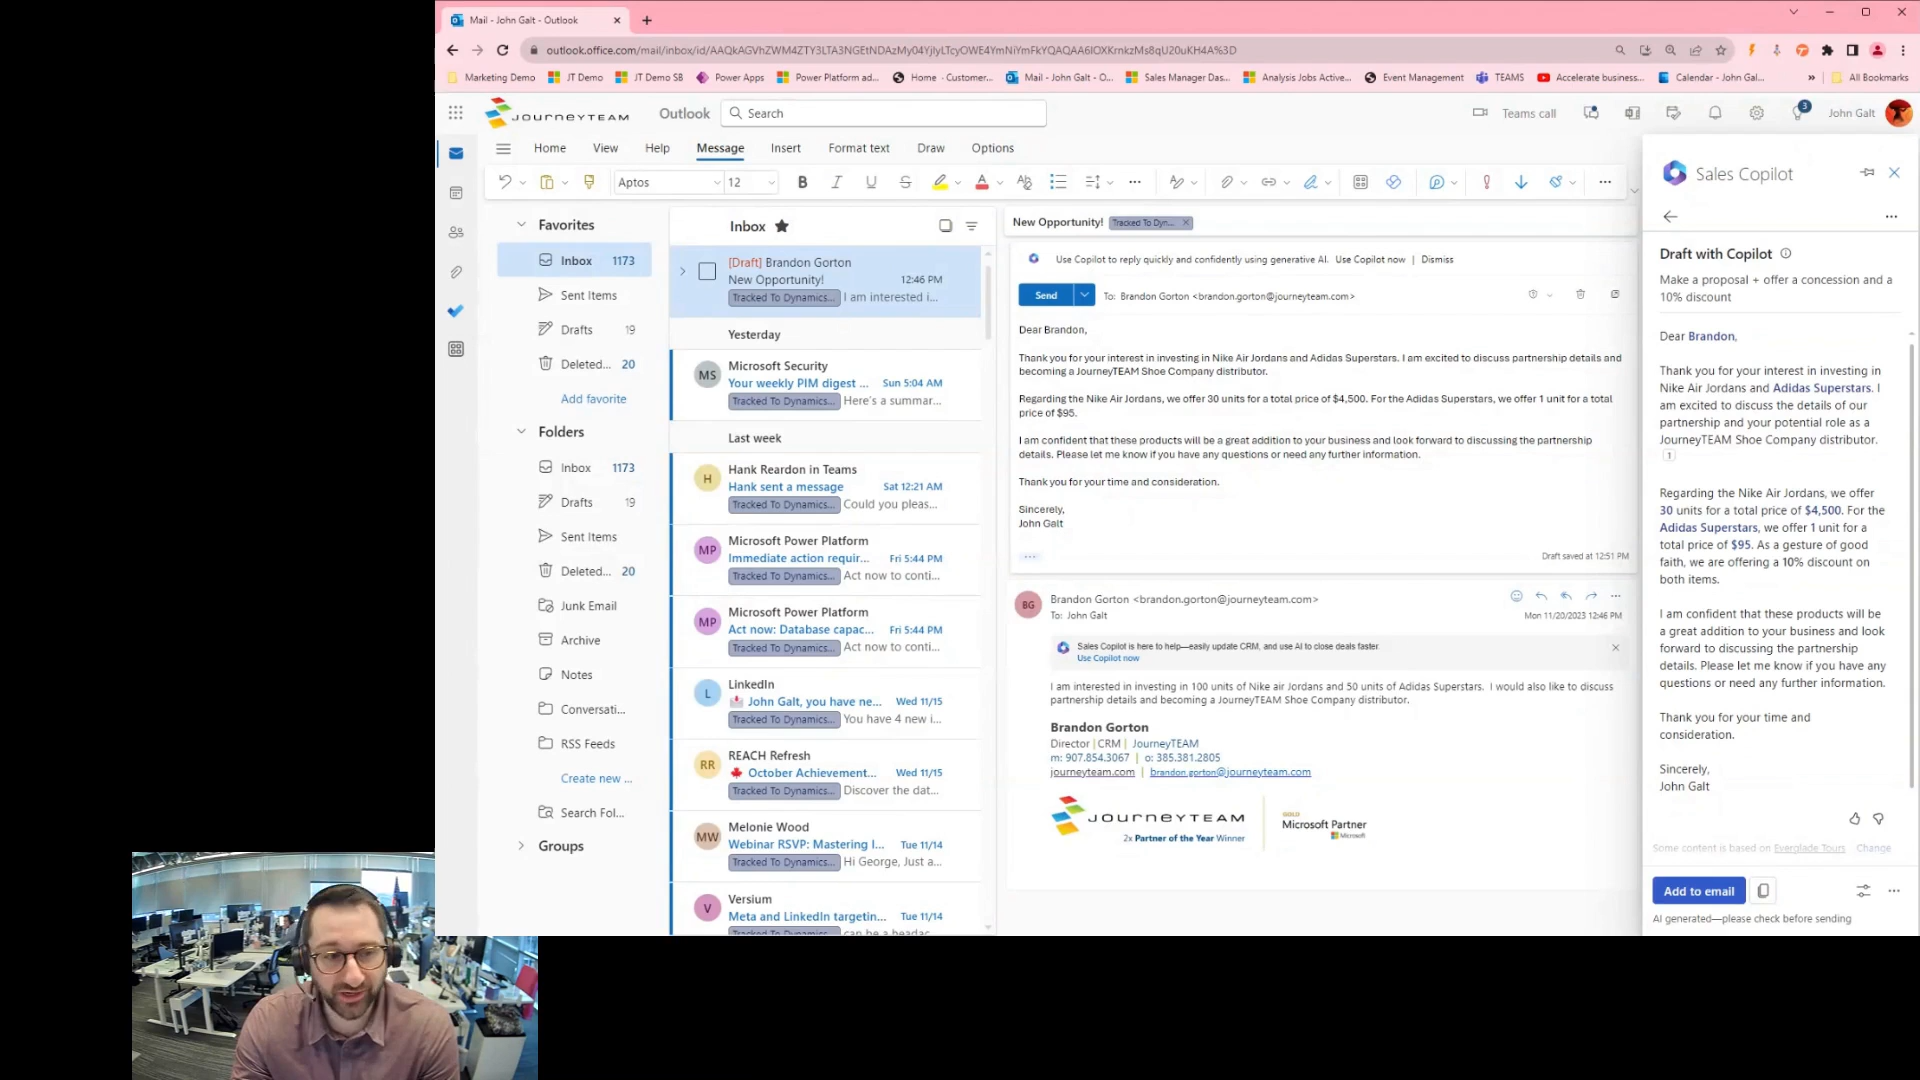 Mail - John Galt - Outlook
outlook.office.com/mail/inbox/id/AAQkAGVhZWM4ZTY3LTA3NGEtNDAzMy04YjIyLTcyOWE4YmNiYmFkYQAQAA6IOXKrnkzMs8qU20uKH4A%3D
Marketing Demo
JT Demo
JT Demo SB
Power Apps
Power Platform ad...
Home - Customer...
Mail - John Galt - O...
Sales Manager Das...
Analysis Jobs Active...
Event Management
TEAMS
Accelerate business...
Calendar - John Gal...
»
All Bookmarks
JOURNEYTEAM
Outlook
Search
Teams call
3
John Galt
Home
View
Help
Message
Insert
Format text
Draw
Options
Aptos
12
Favorites
Inbox 1173
Sent Items
Drafts 19
Deleted... 20
Add favorite
Folders
Inbox 1173
Drafts 19
Sent Items
Deleted... 20
Junk Email
Archive
Notes
Conversati...
RSS Feeds
Create new ...
Search Fol...
Groups
Inbox
[Draft] Brandon Gorton
New Opportunity! 12:46 PM
Tracked To Dynamics... I am interested i...
Yesterday
MS
Microsoft Security
Your weekly PIM digest ... Sun 5:04 AM
Tracked To Dynamics... Here's a summar...
Last week
H
Hank Reardon in Teams
Hank sent a message Sat 12:21 AM
Tracked To Dynamics... Could you pleas...
MP
Microsoft Power Platform
Immediate action requir... Fri 5:44 PM
Tracked To Dynamics... Act now to conti...
MP
Microsoft Power Platform
Act now: Database capac... Fri 5:44 PM
Tracked To Dynamics... Act now to conti...
L
LinkedIn
John Galt, you have ne... Wed 11/15
Tracked To Dynamics... You have 4 new i...
RR
REACH Refresh
October Achievement... Wed 11/15
Tracked To Dynamics... Discover the dat...
MW
Melonie Wood
Webinar RSVP: Mastering I... Tue 11/14
Tracked To Dynamics... Hi George, Just a...
V
Versium
Meta and LinkedIn targetin... Tue 11/14
Tracked To Dynamics... can be a headac...
New Opportunity! Tracked To Dyn...
Use Copilot to reply quickly and confidently using generative AI. Use Copilot now | Dismiss
Send
To: Brandon Gorton <brandon.gorton@journeyteam.com>
Dear Brandon,
Thank you for your interest in investing in Nike Air Jordans and Adidas Superstars. I am excited to discuss partnership details and
becoming a JourneyTEAM Shoe Company distributor.
Regarding the Nike Air Jordans, we offer 30 units for a total price of $4,500. For the Adidas Superstars, we offer 1 unit for a total
price of $95.
I am confident that these products will be a great addition to your business and look forward to discussing the partnership
details. Please let me know if you have any questions or need any further information.
Thank you for your time and consideration.
Sincerely,
John Galt
Draft saved at 12:51 PM
BG
Brandon Gorton <brandon.gorton@journeyteam.com>
To: John Galt
Mon 11/20/2023 12:46 PM
Sales Copilot is here to help—easily update CRM, and use AI to close deals faster.
Use Copilot now
I am interested in investing in 100 units of Nike air Jordans and 50 units of Adidas Superstars. I would also like to discuss
partnership details and becoming a JourneyTEAM Shoe Company distributor.
Brandon Gorton
Director | CRM | JourneyTEAM
m: 907.854.3067 | o: 385.381.2805
journeyteam.com | brandon.gorton@journeyteam.com
JOURNEYTEAM
2x Partner of the Year Winner
GOLD
Microsoft Partner
Microsoft
Sales Copilot
Draft with Copilot
Make a proposal + offer a concession and a
10% discount
Dear Brandon,
Thank you for your interest in investing in
Nike Air Jordans and Adidas Superstars. I
am excited to discuss the details of our
partnership and your potential role as a
JourneyTEAM Shoe Company distributor.
1
Regarding the Nike Air Jordans, we offer
30 units for a total price of $4,500. For the
Adidas Superstars, we offer 1 unit for a
total price of $95. As a gesture of good
faith, we are offering a 10% discount on
both items.
I am confident that these products will be
a great addition to your business and look
forward to discussing the partnership
details. Please let me know if you have any
questions or need any further information.
Thank you for your time and
consideration.
Sincerely,
John Galt
Some content is based on Everglade Tours Change
Add to email
AI generated—please check before sending